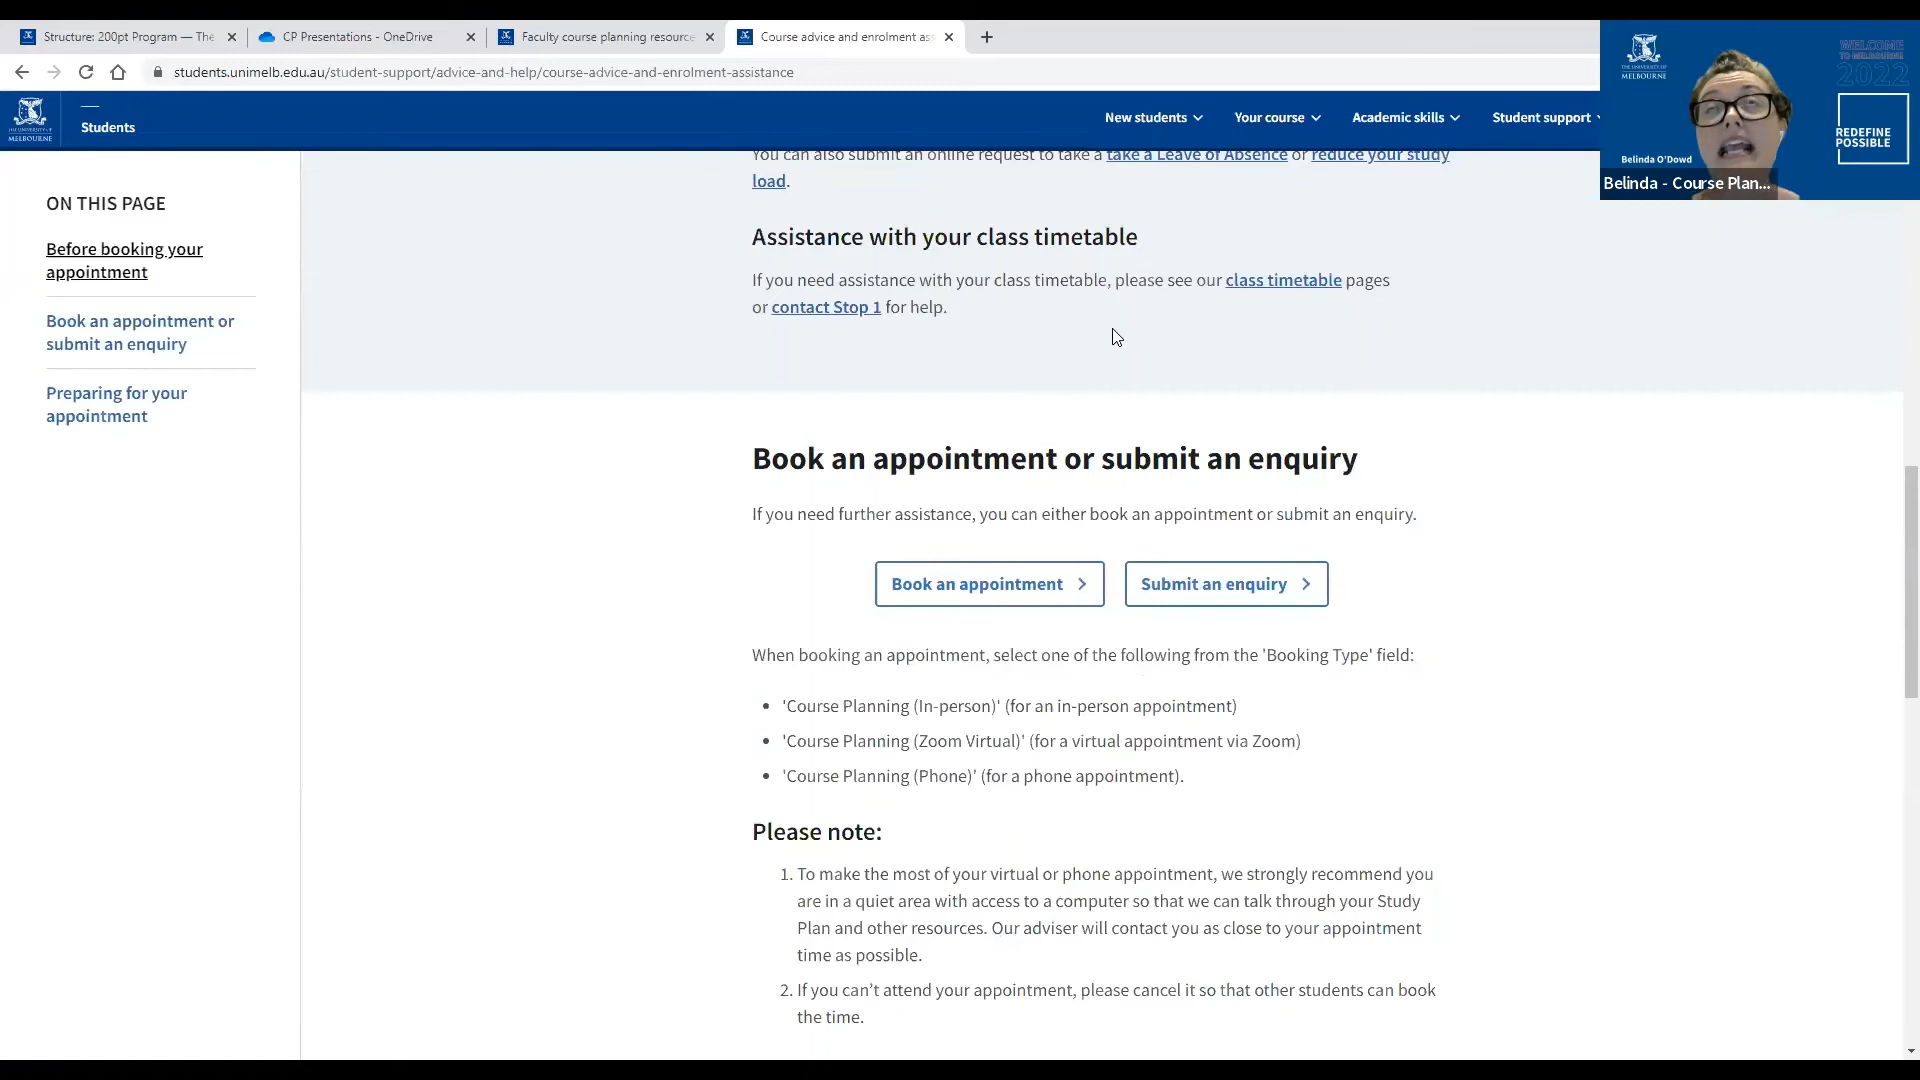 Structure: 200pt Program — The
CP Presentations - OneDrive
Faculty course planning resource
Course advice and enrolment as
students.unimelb.edu.au/student-support/advice-and-help/course-advice-and-enrolment-assistance
THE UNIVERSITY OF
MELBOURNE
Students
New students
Your course
Academic skills
Student support
THE UNIVERSITY OF
MELBOURNE
WELCOME
TO MELBOURNE
2022
REDEFINE
POSSIBLE
Belinda O'Dowd
Belinda - Course Plan...
ON THIS PAGE
Before booking your
appointment
Book an appointment or
submit an enquiry
Preparing for your
appointment
You can also submit an online request to take a take a Leave of Absence or reduce your study
load.
Assistance with your class timetable
If you need assistance with your class timetable, please see our class timetable pages
or contact Stop 1 for help.
Book an appointment or submit an enquiry
If you need further assistance, you can either book an appointment or submit an enquiry.
Book an appointment
Submit an enquiry
When booking an appointment, select one of the following from the 'Booking Type' field:
• 'Course Planning (In-person)' (for an in-person appointment)
• 'Course Planning (Zoom Virtual)' (for a virtual appointment via Zoom)
• 'Course Planning (Phone)' (for a phone appointment).
Please note:
1. To make the most of your virtual or phone appointment, we strongly recommend you
are in a quiet area with access to a computer so that we can talk through your Study
Plan and other resources. Our adviser will contact you as close to your appointment
time as possible.
2. If you can't attend your appointment, please cancel it so that other students can book
the time.